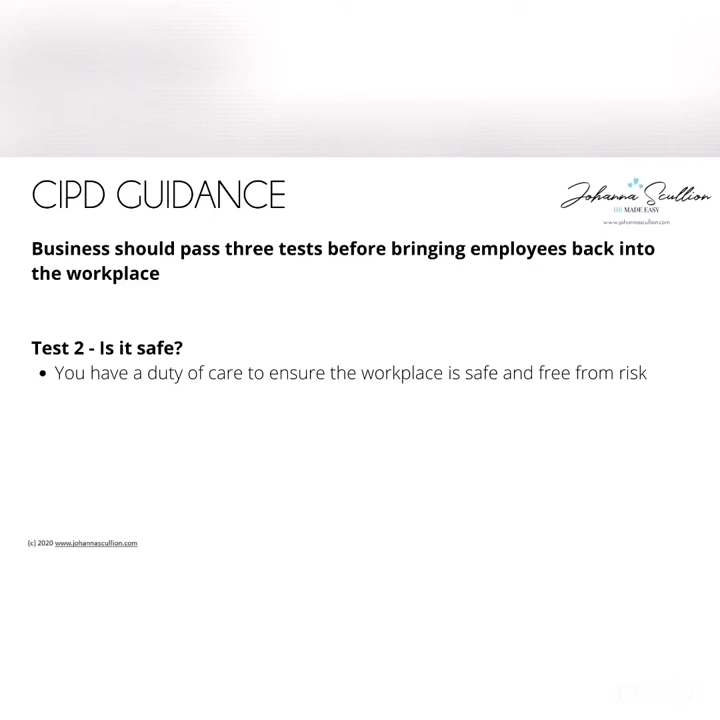 CIPD GUIDANCE
Johanna Scullion
HR MADE EASY
www.johannascullion.com
Business should pass three tests before bringing employees back into
the workplace
Test 2 - Is it safe?
• You have a duty of care to ensure the workplace is safe and free from risk
(c) 2020 www.johannascullion.com